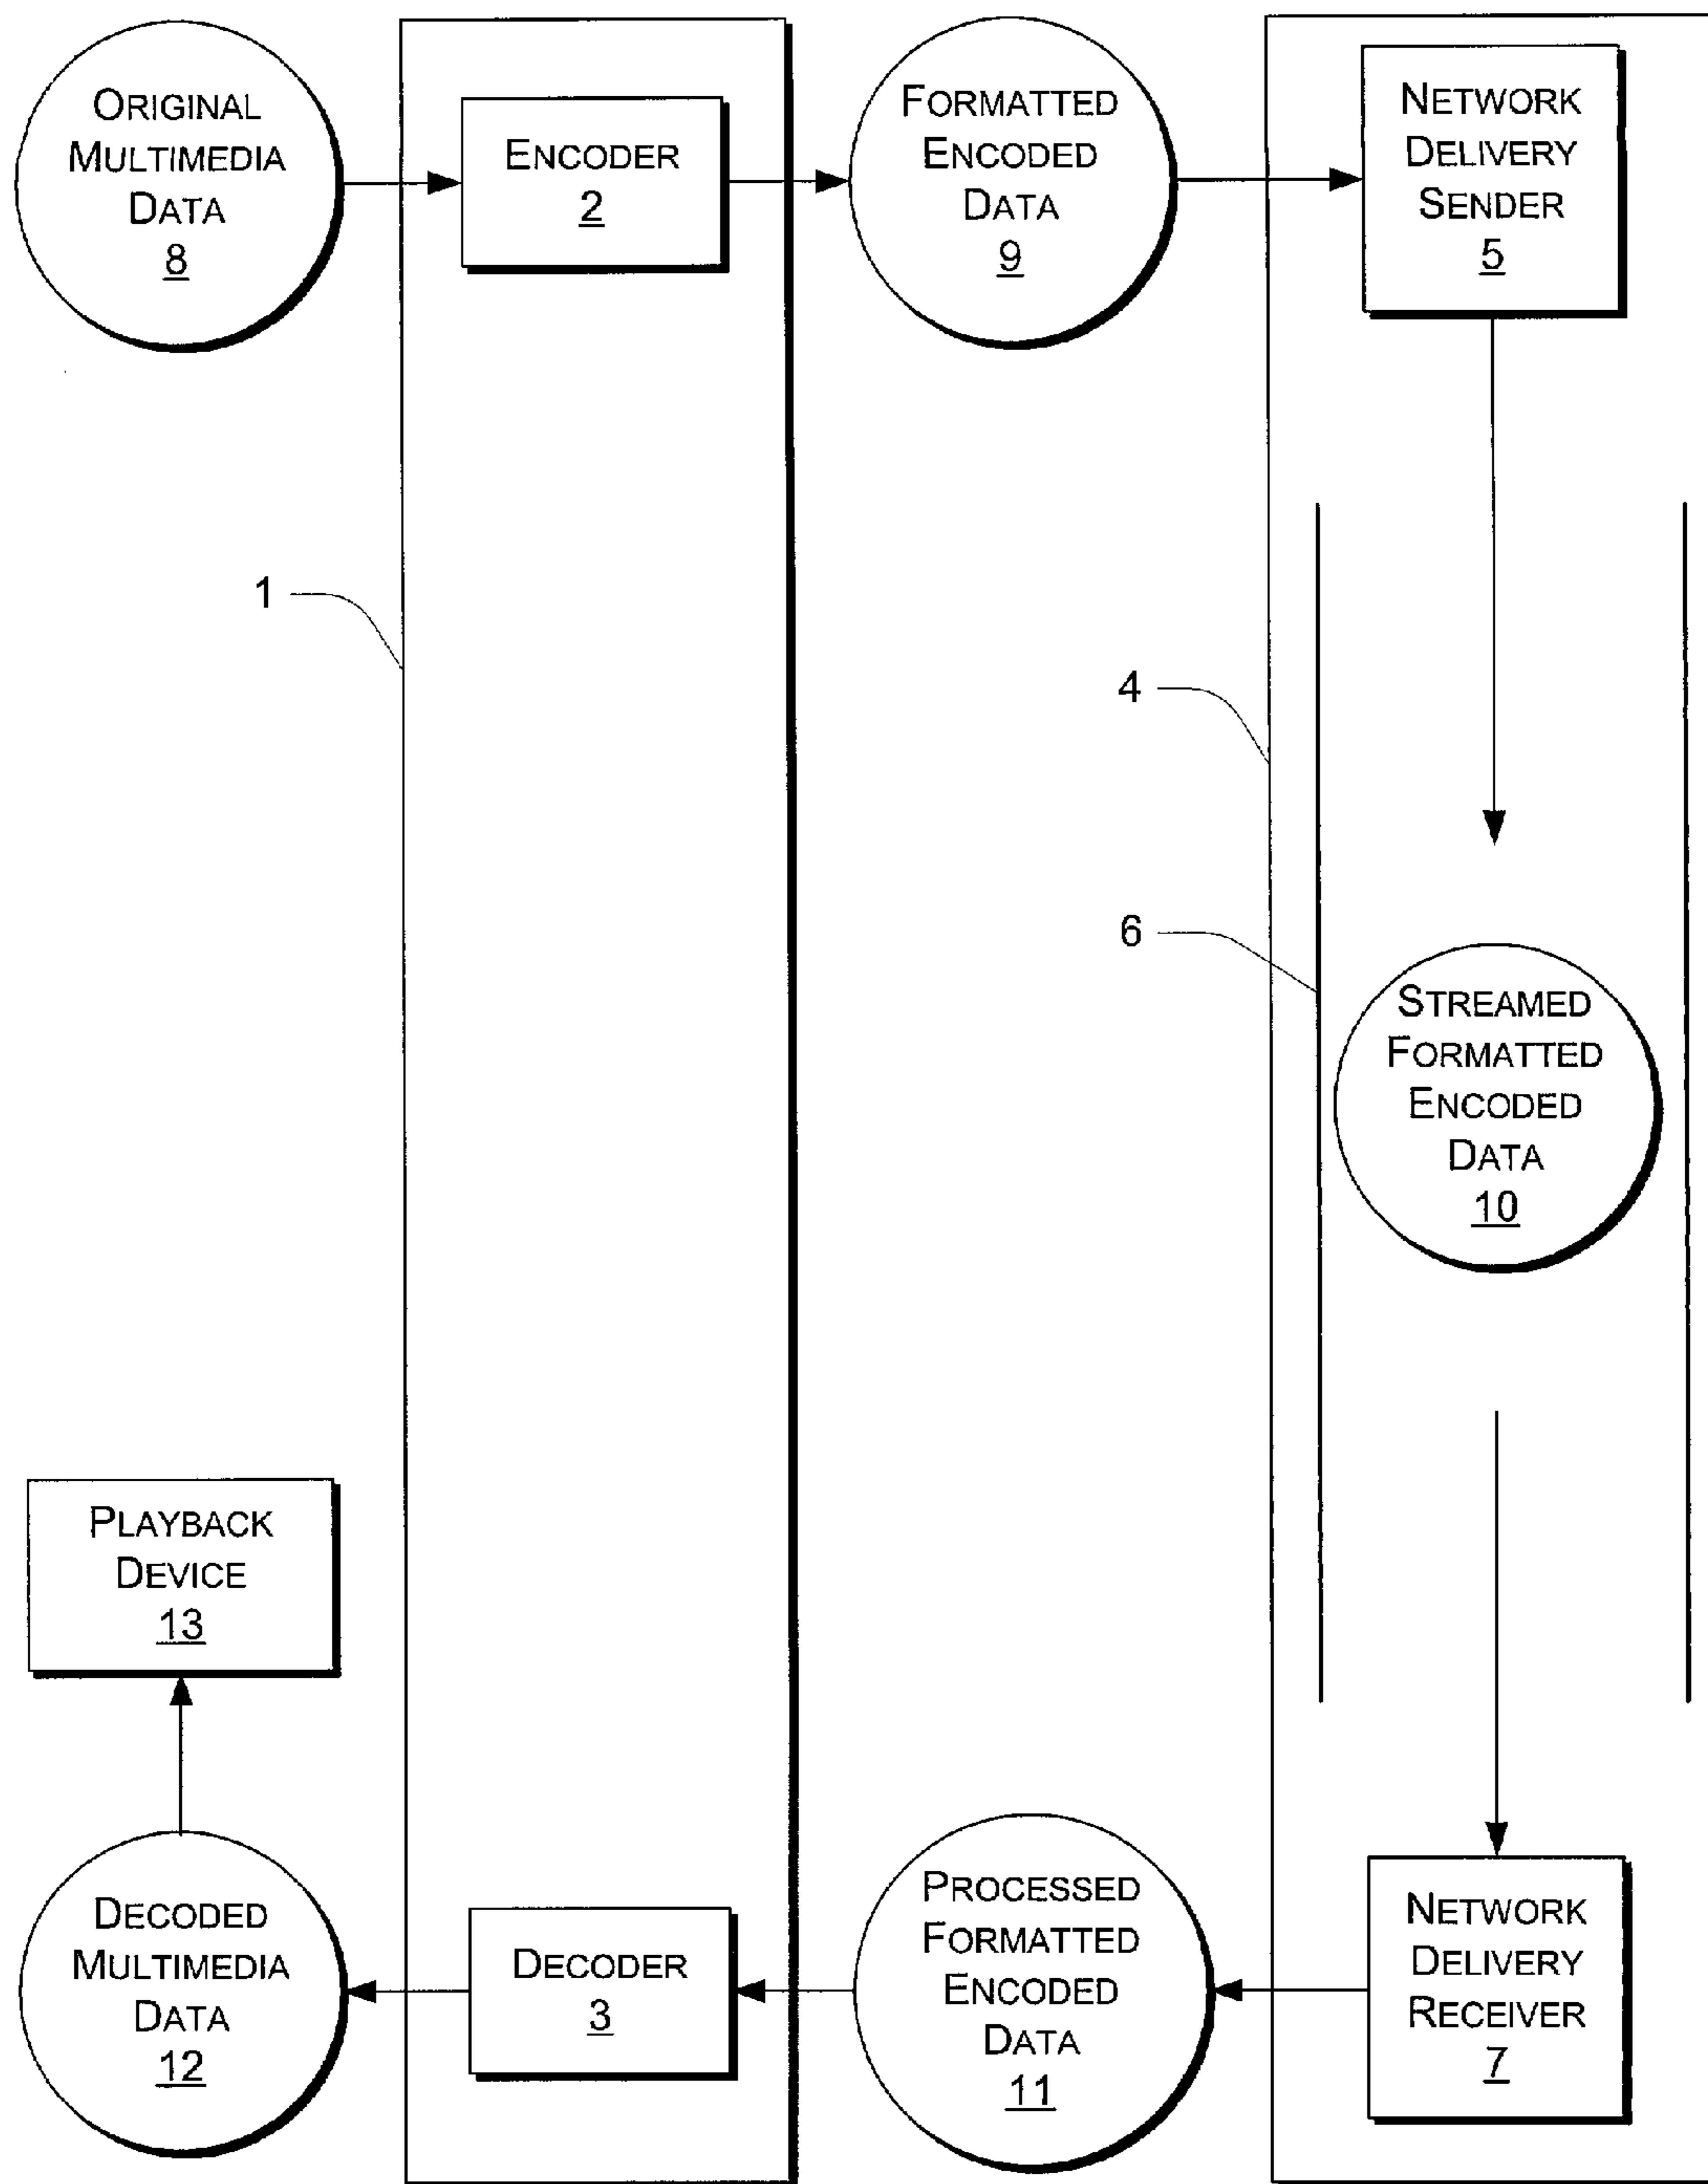 ORIGINAL
MULTIMEDIA
DATA
8
ENCODER
2
FORMATTED
ENCODED
DATA
9
NETWORK
DELIVERY
SENDER
5
1
4
6
STREAMED
FORMATTED
ENCODED
DATA
10
PLAYBACK
DEVICE
13
DECODED
MULTIMEDIA
DATA
12
DECODER
3
PROCESSED
FORMATTED
ENCODED
DATA
11
NETWORK
DELIVERY
RECEIVER
7